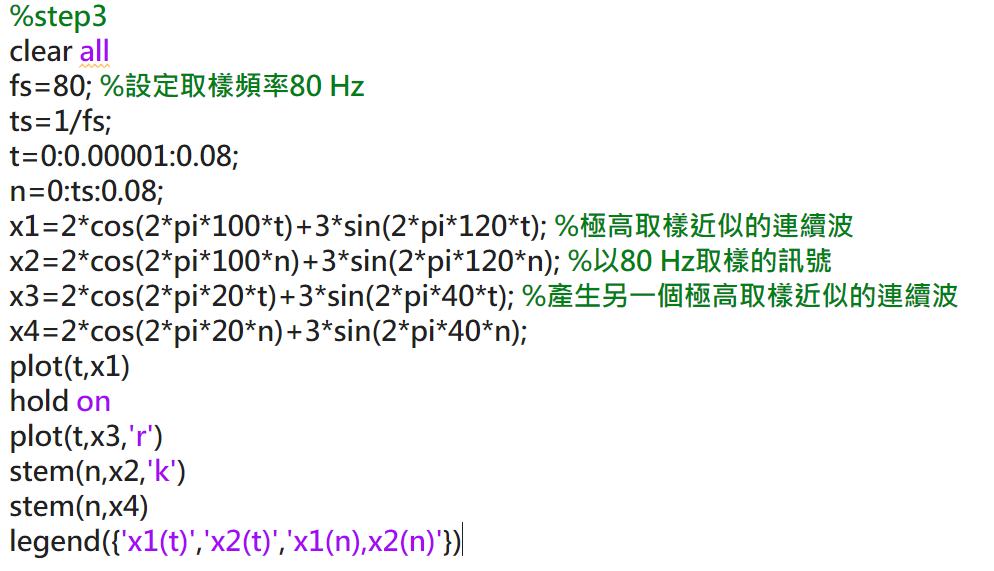 %step3
clear all
fs=80; %設定取樣頻率80 Hz
ts=1/fs;
t=0:0.00001:0.08;
n=0:ts:0.08;
x1=2*cos(2*pi*100*t)+3*sin(2*pi*120*t); %極高取樣近似的連續波
x2=2*cos(2*pi*100*n)+3*sin(2*pi*120*n); %以80 Hz取樣的訊號
x3=2*cos(2*pi*20*t)+3*sin(2*pi*40*t); %產生另一個極高取樣近似的連續波
x4=2*cos(2*pi*20*n)+3*sin(2*pi*40*n);
plot(t,x1)
hold on
plot(t,x3,'r')
stem(n,x2,'k')
stem(n,x4)
legend({'x1(t)','x2(t)','x1(n),x2(n)'})